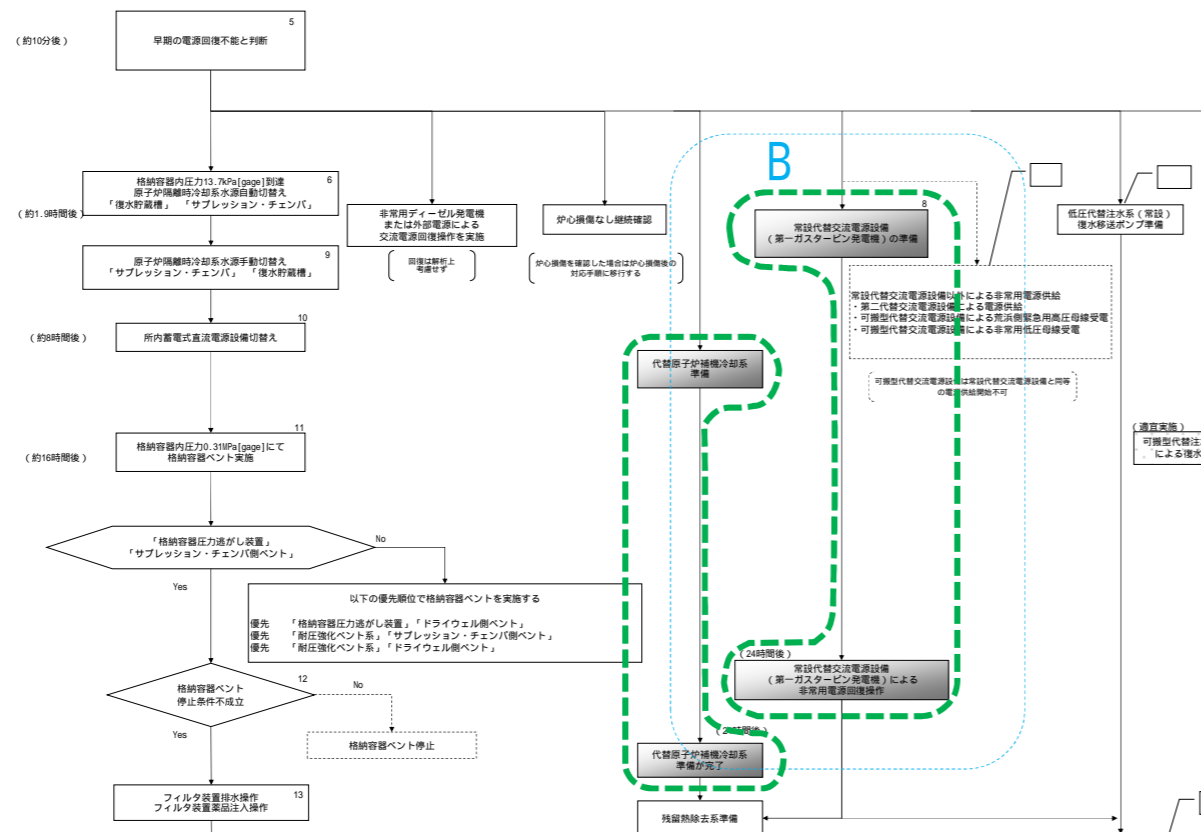 5
(約10分後)
早期の電源回復不能と判断
B
6
格納容器内圧力13.7kPa[gage]到達
原子炉隔離時冷却系水源自動切替え
「復水貯蔵槽」 「サプレッション・チェンバ」
(約1.9時間後)
9
原子炉隔離時冷却系水源手動切替え
「サプレッション・チェンバ」 「復水貯蔵槽」
10
(約8時間後)
所内蓄電式直流電源設備切替え
11
格納容器内圧力0.31MPa[gage]にて
格納容器ベント実施
(約16時間後)
「格納容器圧力逃がし装置」
「サプレッション・チェンバ側ベント」
No
Yes
以下の優先順位で格納容器ベントを実施する
優先 「格納容器圧力逃がし装置」「ドライウェル側ベント」
優先 「耐圧強化ベント系」「サプレッション・チェンバ側ベント」
優先 「耐圧強化ベント系」「ドライウェル側ベント」
12
格納容器ベント
停止条件不成立
No
Yes
格納容器ベント停止
13
フィルタ装置排水操作
フィルタ装置薬品注入操作
非常用ディーゼル発電機
または外部電源による
交流電源回復操作を実施
回復は解析上
考慮せず
炉心損傷なし継続確認
炉心損傷を確認した場合は炉心損傷後の
対応手順に移行する
代替原子炉補機冷却系
準備
代替原子炉補機冷却系
準備が完了
残留熱除去系準備
8
常設代替交流電源設備
(第一ガスタービン発電機)の準備
常設代替交流電源設備以外による非常用電源供給
・第二代替交流電源設備による電源供給
・可搬型代替交流電源設備による荒浜側緊急用高圧母線受電
・可搬型代替交流電源設備による非常用低圧母線受電
可搬型代替交流電源設備は常設代替交流電源設備と同等
の電源供給開始不可
(24時間後)
常設代替交流電源設備
(第一ガスタービン発電機)による
非常用電源回復操作
低圧代替注水系(常設)
復水移送ポンプ準備
(適宜実施)
可搬型代替注
による復水